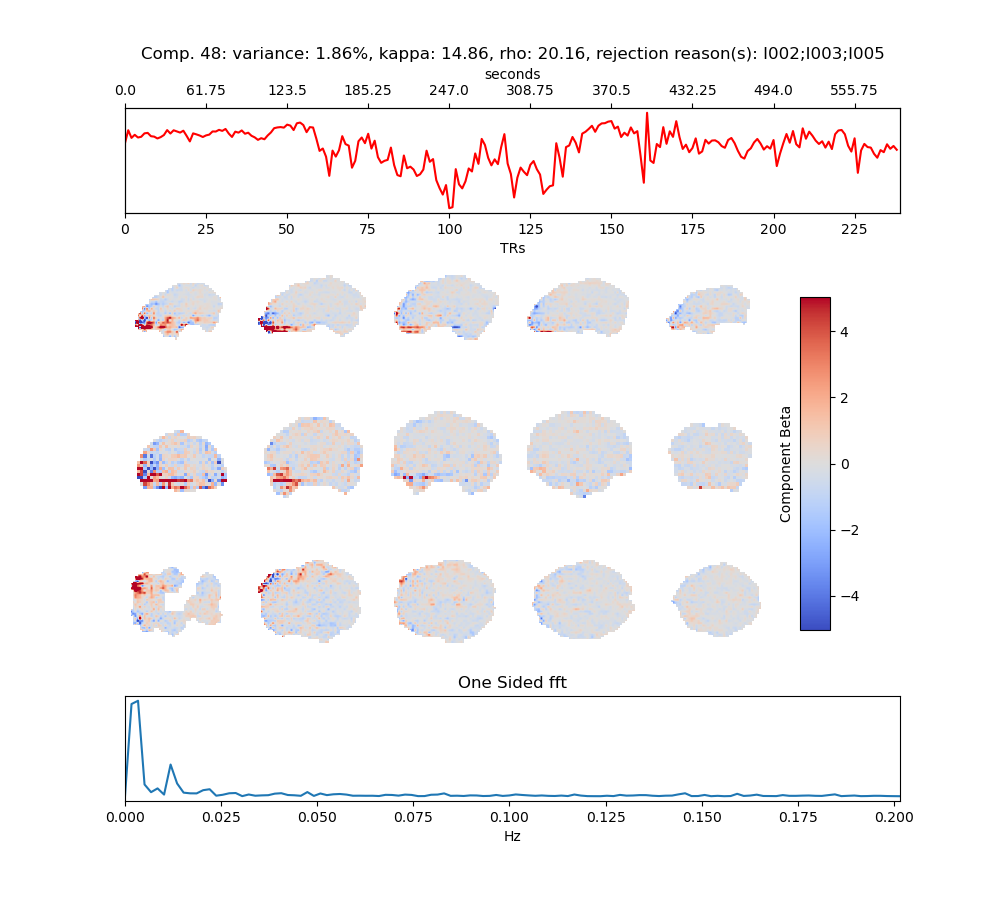 Comp. 48: variance: 1.86%, kappa: 14.86, rho: 20.16, rejection reason(s): I002;I003;I005
seconds
0.0 61.75 123.5 185.25 247.0 308.75 370.5 432.25 494.0 555.75
0 25 50 75 100 125 150 175 200 225
TRs
4
2
0
−2
−4
Component Beta
One Sided fft
0.000 0.025 0.050 0.075 0.100 0.125 0.150 0.175 0.200
Hz